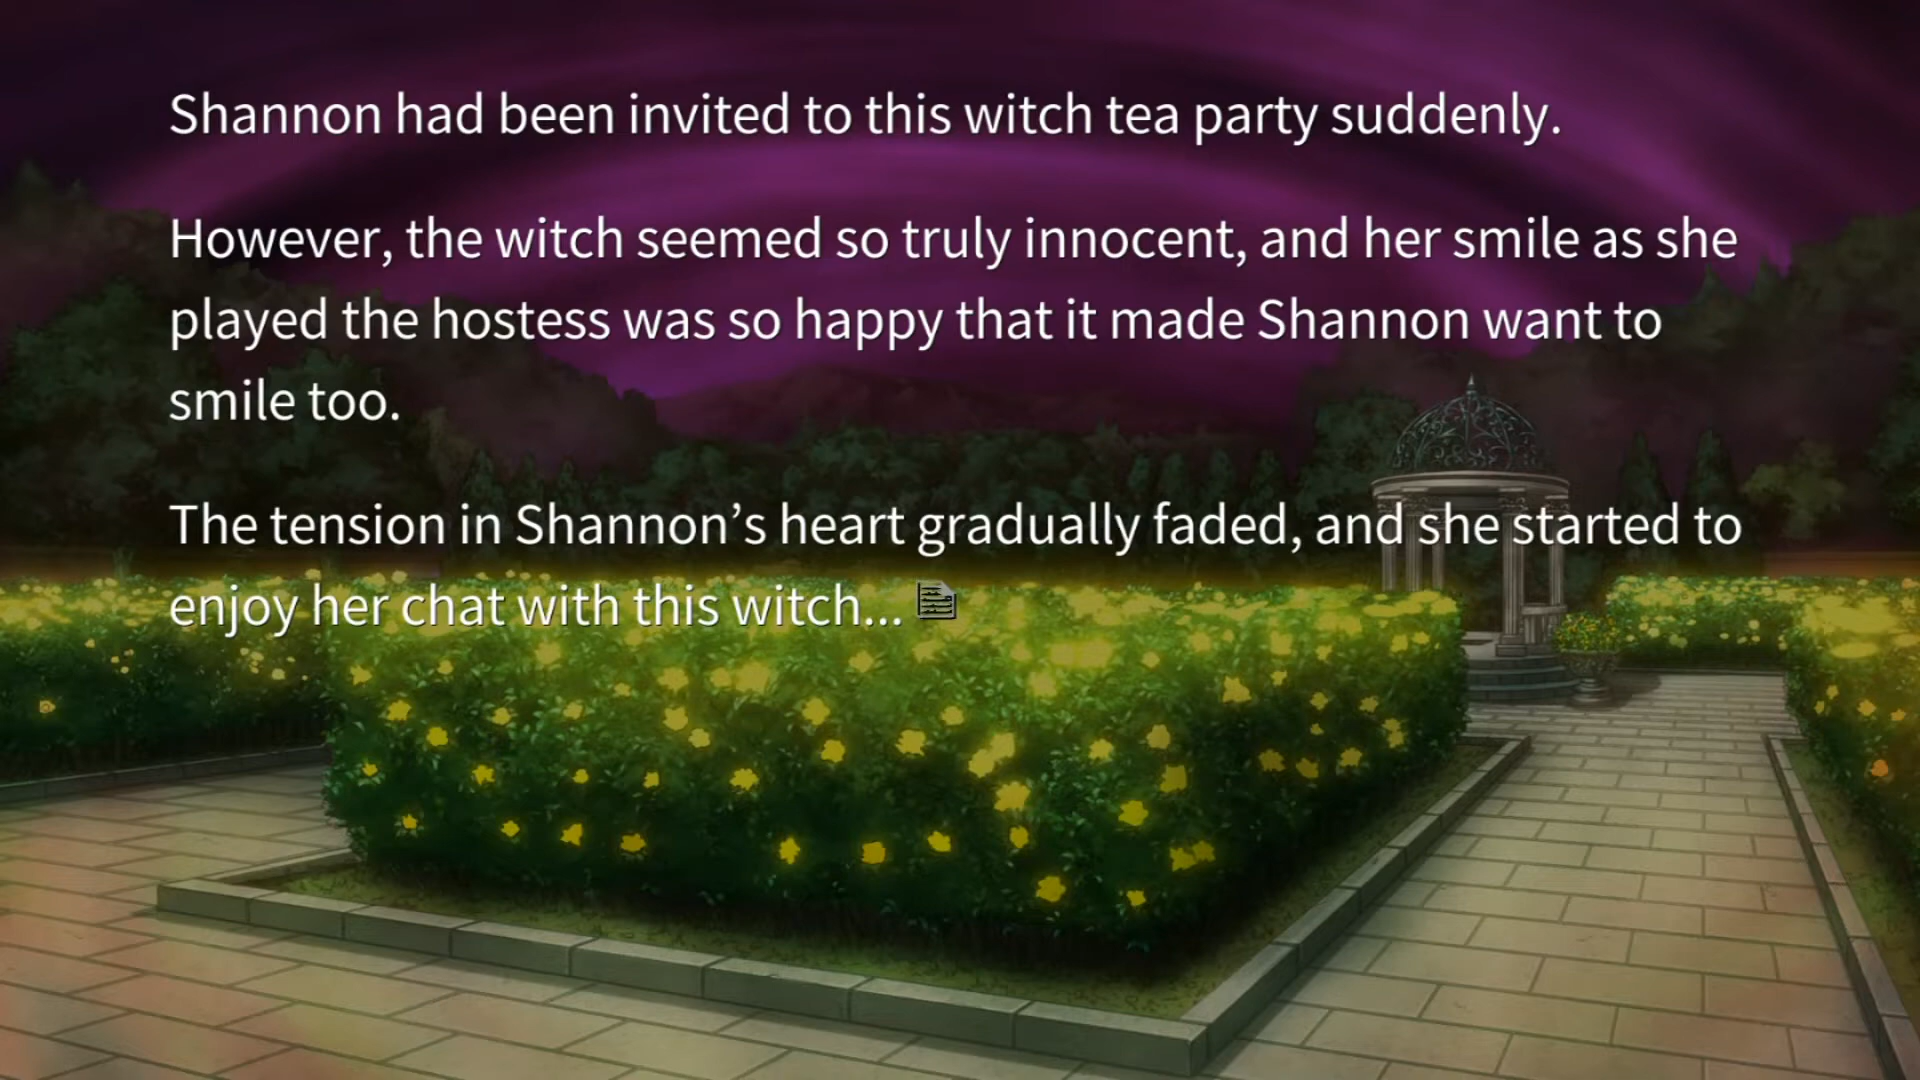 Shannon had been invited to this witch tea party suddenly.
However, the witch seemed so truly innocent, and her smile as she
played the hostess was so happy that it made Shannon want to
smile too.
The tension in Shannon’s heart gradually faded, and she started to
enjoy her chat with this witch...